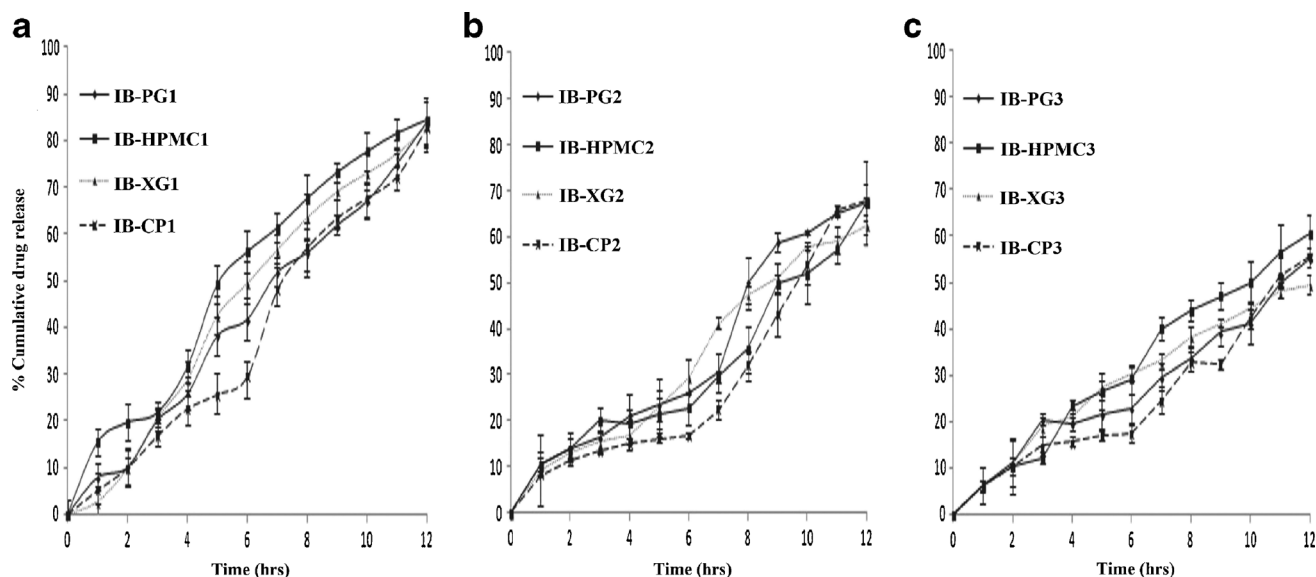 a
100
90
80
70
60
50
40
30
20
10
0
% Cumulative drug release
IB-PG1
IB-HPMC1
IB-XG1
IB-CP1
0 2 4 6 8 10 12
Time (hrs)
b
100
90
80
70
60
50
40
30
20
10
0
IB-PG2
IB-HPMC2
IB-XG2
IB-CP2
0 2 4 6 8 10 12
Time (hrs)
c
100
90
80
70
60
50
40
30
20
10
0
IB-PG3
IB-HPMC3
IB-XG3
IB-CP3
0 2 4 6 8 10 12
Time (hrs)